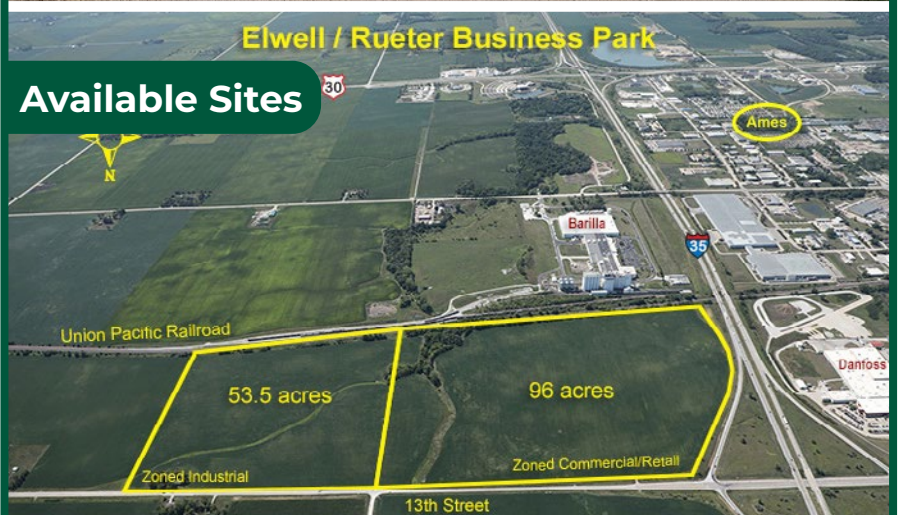 Elwell / Rueter Business Park
Available Sites
30
Ames
N
Barilla
35
Union Pacific Railroad
Danfoss
53.5 acres
96 acres
Zoned Industrial
Zoned Commercial/Retail
13th Street